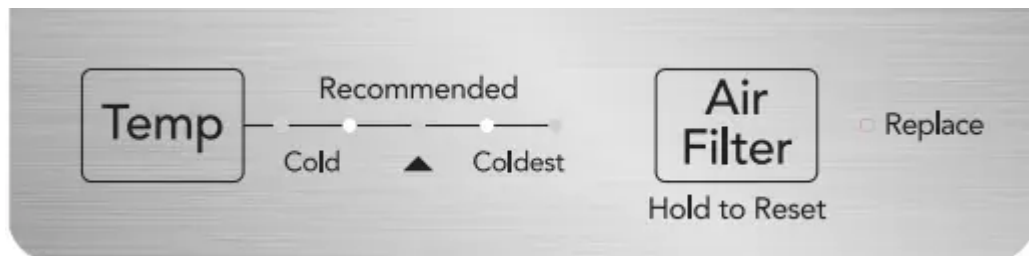 Temp
Recommended
Cold
Coldest
Air
Filter
Hold to Reset
Replace